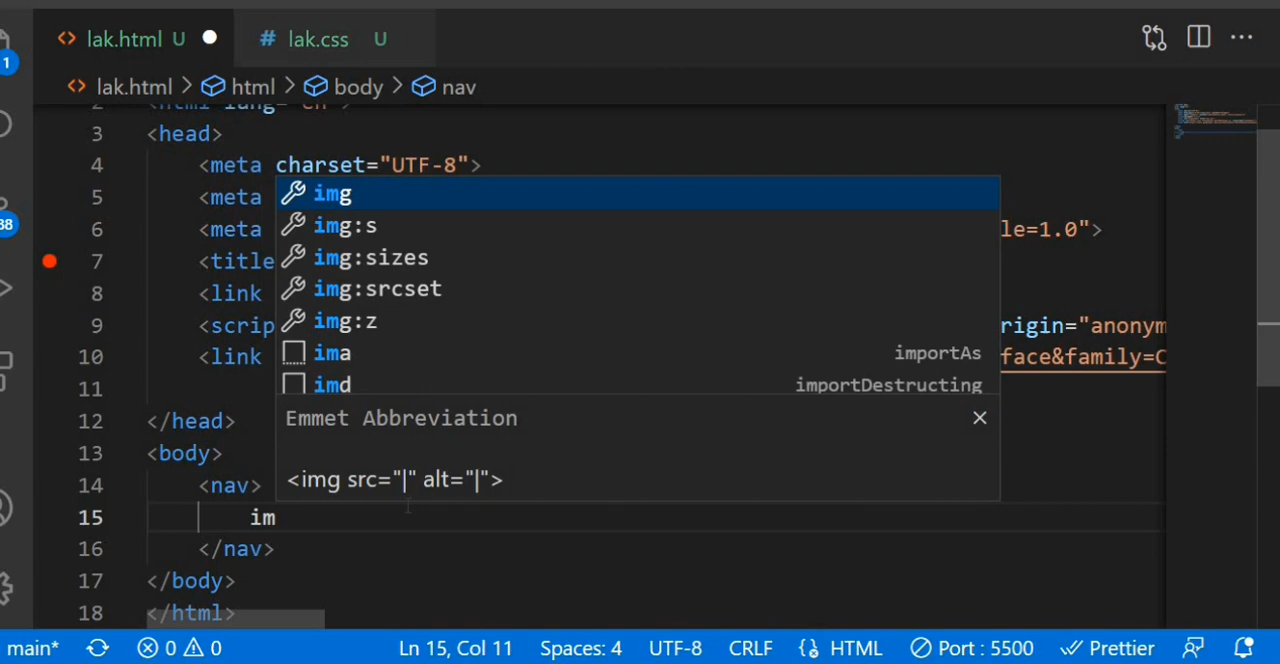 lak.html U
lak.css U
1
lak.html > html > body > nav
2 <html lang="en">
3 <head>
4 <meta charset="UTF-8">
5 <meta
6 <meta le=1.0">
7 <title
8 <link
9 <scrip rigin="anonym
10 <link face&family=C
11
12 </head>
13 <body>
14 <nav>
15 im
16 </nav>
17 </body>
18 </html>
img
img:s
img:sizes
img:srcset
img:z
ima importAs
imd importDestructing
Emmet Abbreviation
<img src="|" alt="|">
38
main* 0 0 Ln 15, Col 11 Spaces: 4 UTF-8 CRLF HTML Port : 5500 Prettier